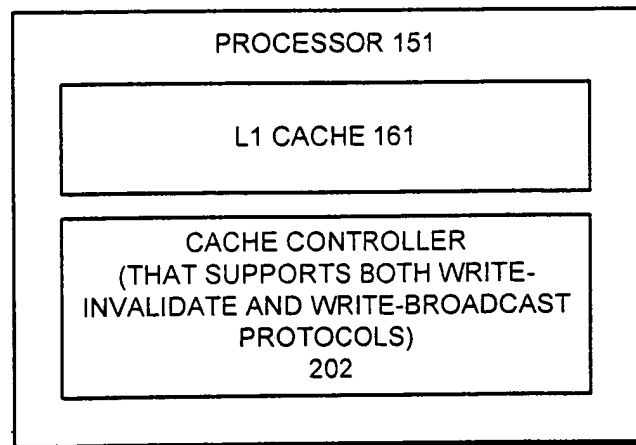 PROCESSOR 151
L1 CACHE 161
CACHE CONTROLLER
(THAT SUPPORTS BOTH WRITE-
INVALIDATE AND WRITE-BROADCAST
PROTOCOLS)
202